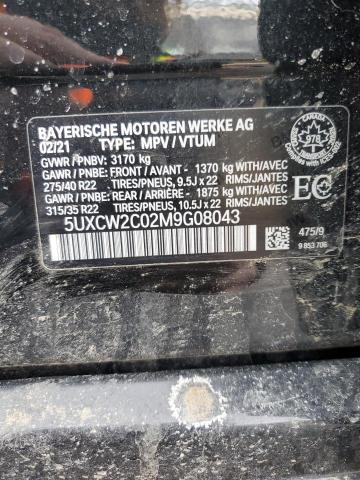 BAYERISCHE MOTOREN WERKE AG
02/21 TYPE: MPV / VTUM
GVWR / PNBV: 3170 kg
GAWR / PNBE: FRONT / AVANT - 1370 kg WITH/AVEC
275/40 R22 TIRES/PNEUS, 9.5J x 22 RIMS/JANTES
GAWR / PNBE: REAR / ARRIÈRE - 1875 kg WITH/AVEC
315/35 R22 TIRES/PNEUS, 10.5J x 22 RIMS/JANTES
5UXCW2C02M9G08043
CANADA
978
EC
475/9
9 853 706